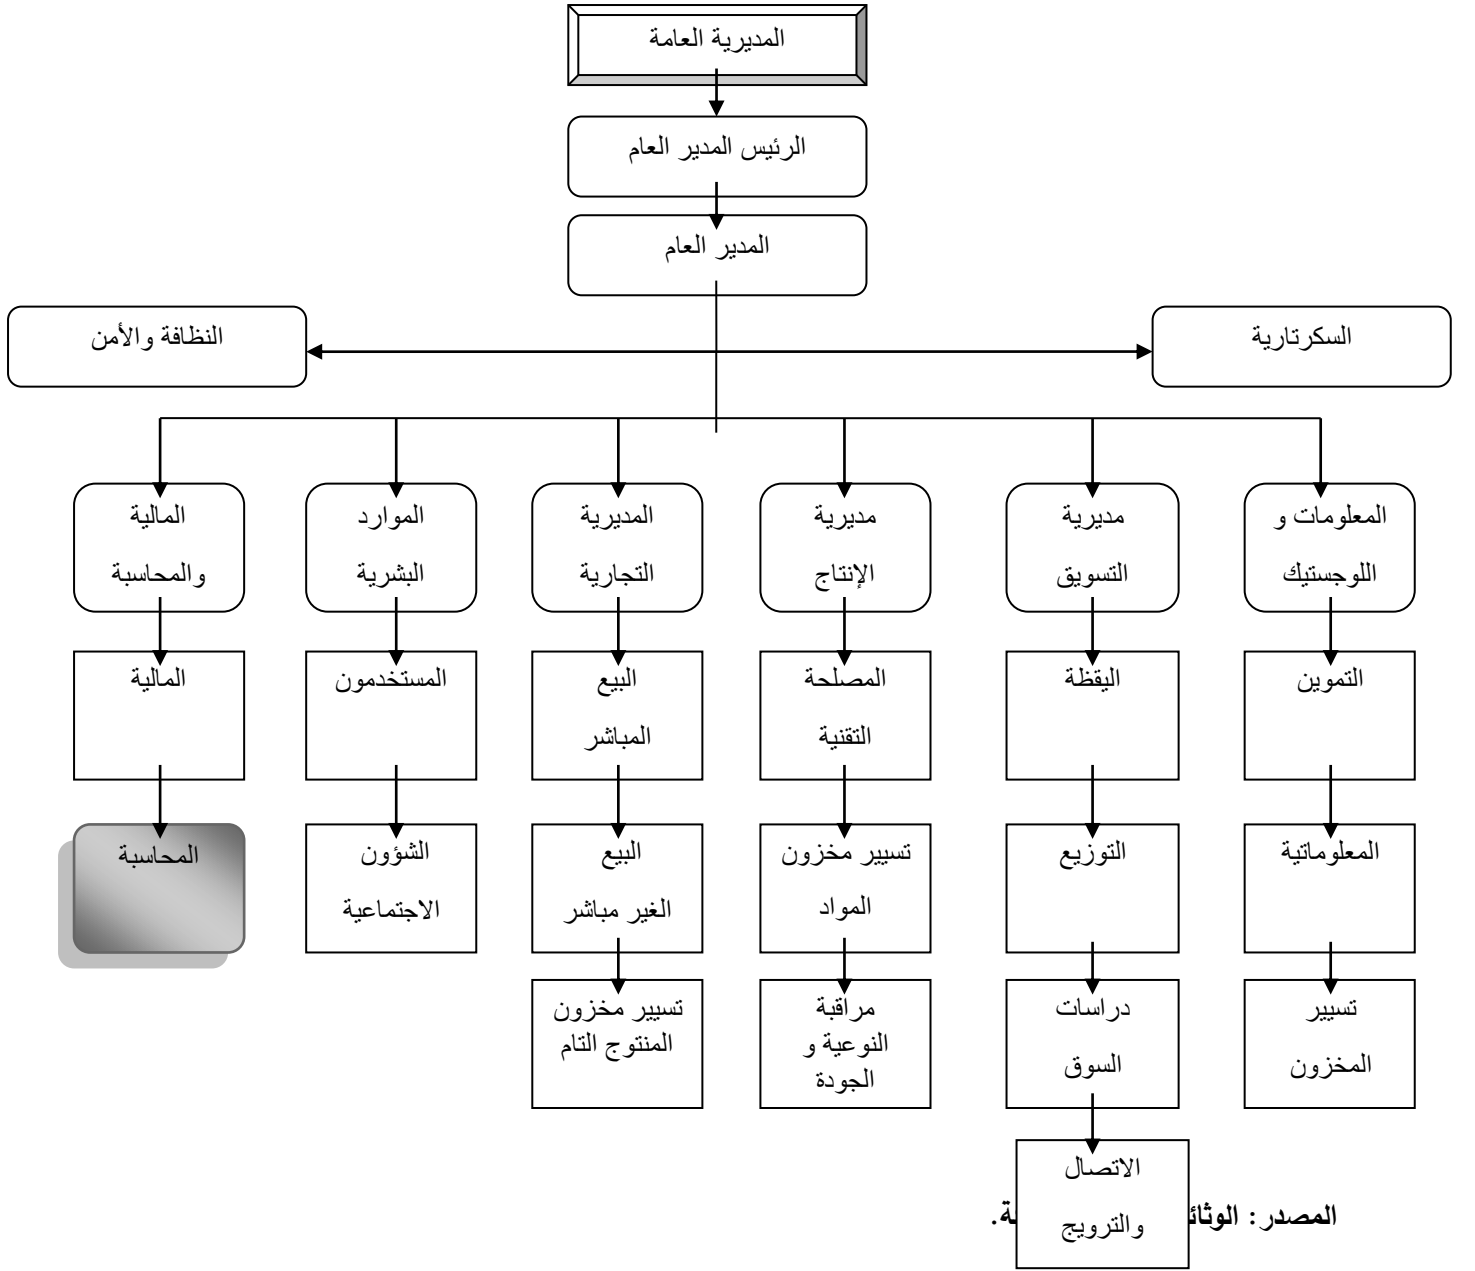 المديرية العامة
الرئيس المدير العام
المدير العام
السكرتارية
النظافة والأمن
المعلومات و
اللوجستيك
مديرية
التسويق
مديرية
الإنتاج
المديرية
التجارية
الموارد
البشرية
المالية
والمحاسبة
التموين
اليقظة
المصلحة
التقنية
البيع
المباشر
المستخدمون
المالية
المعلوماتية
التوزيع
تسيير مخزون
المواد
البيع
الغير مباشر
الشؤون
الاجتماعية
المحاسبة
تسيير
المخزون
دراسات
السوق
مراقبة
النوعية و
الجودة
تسيير مخزون
المنتوج التام
الاتصال
والترويج
المصدر: